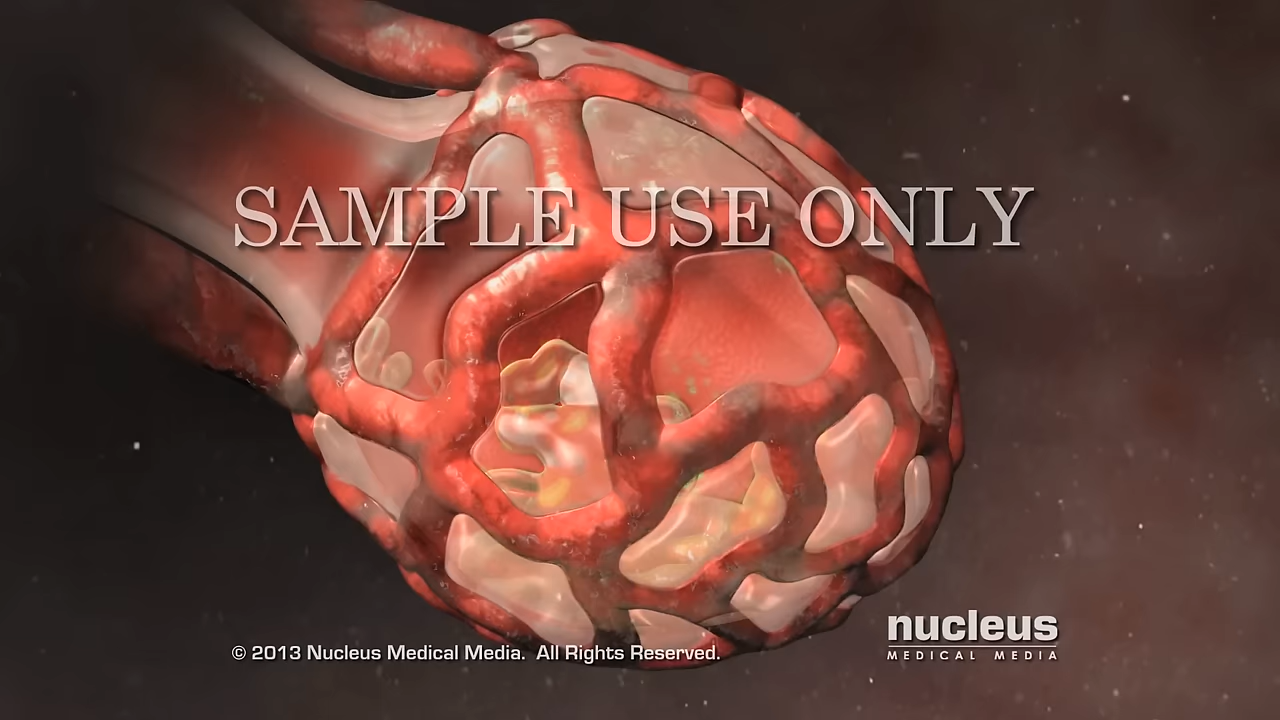 SAMPLE USE ONLY
nucleus
MEDICAL MEDIA
© 2013 Nucleus Medical Media. All Rights Reserved.